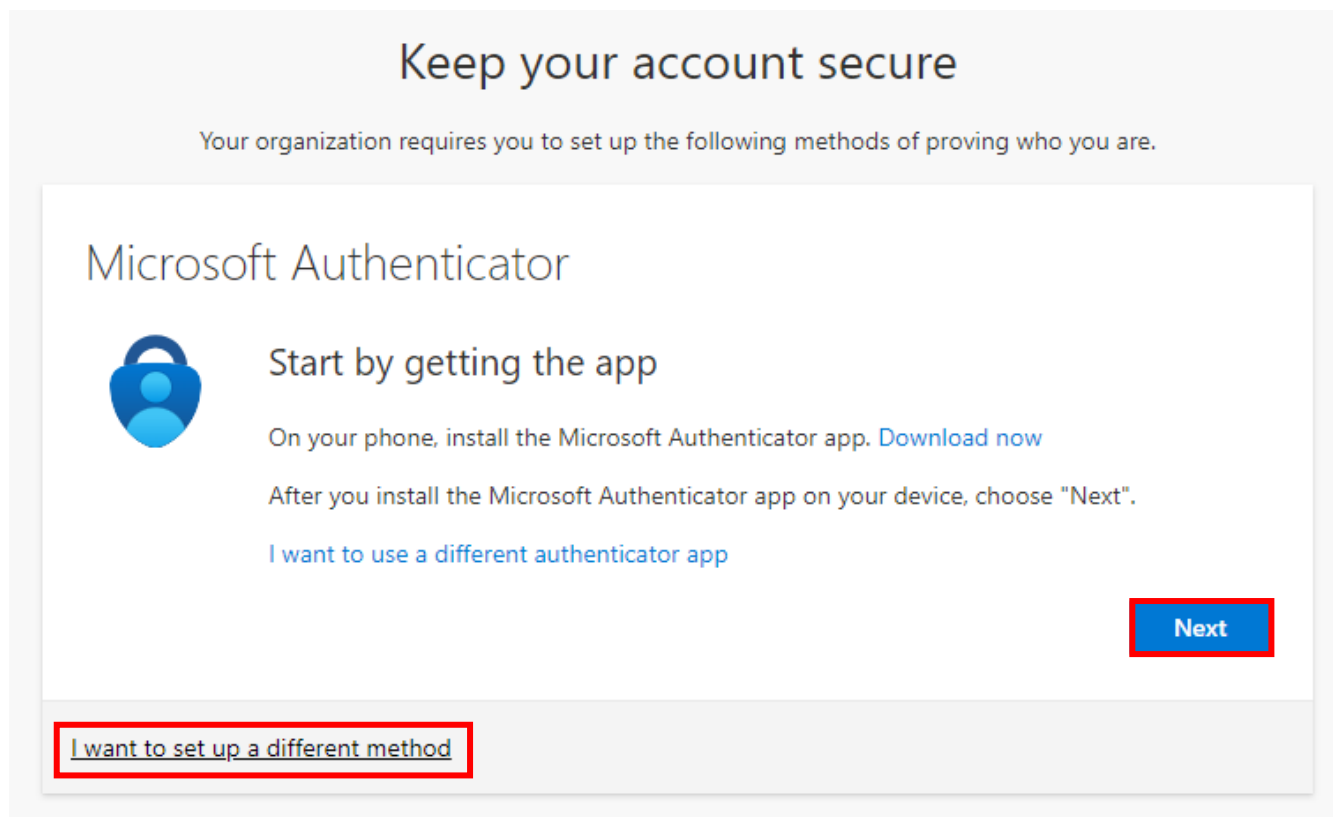 Keep your account secure
Your organization requires you to set up the following methods of proving who you are.
Microsoft Authenticator
Start by getting the app
On your phone, install the Microsoft Authenticator app. Download now
After you install the Microsoft Authenticator app on your device, choose "Next".
I want to use a different authenticator app
Next
I want to set up a different method